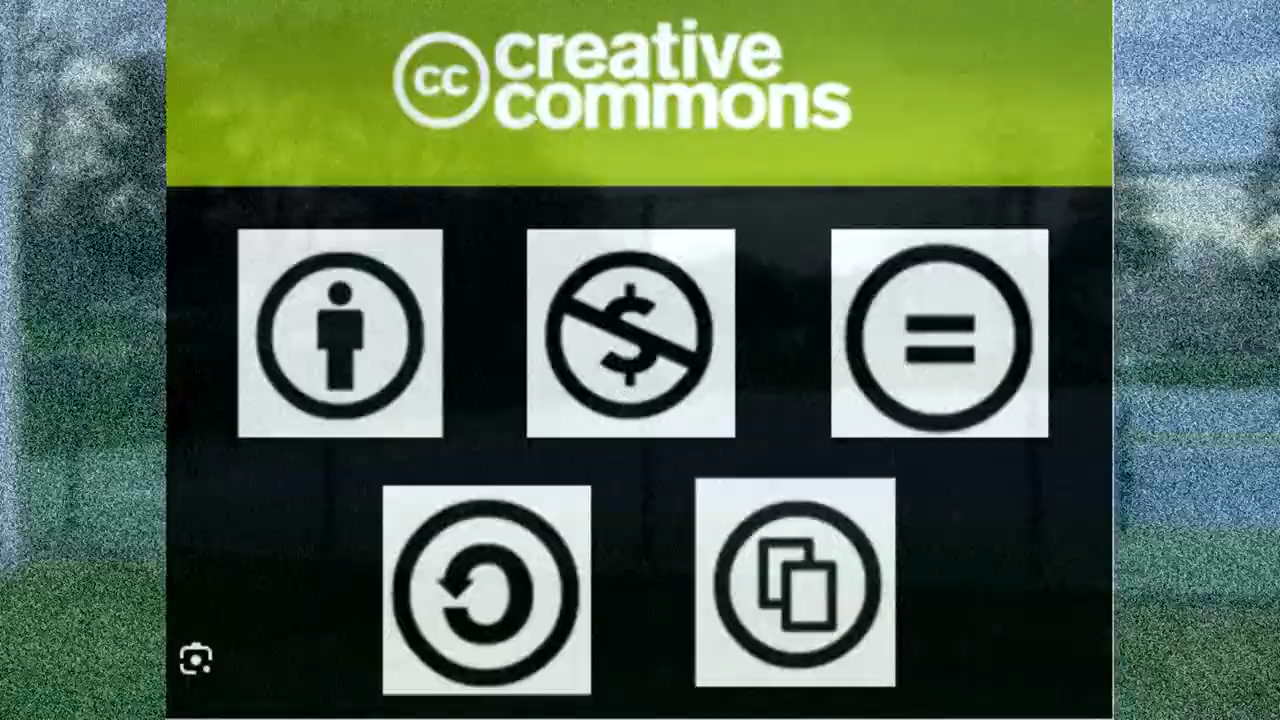 cc creative
commons
$
=